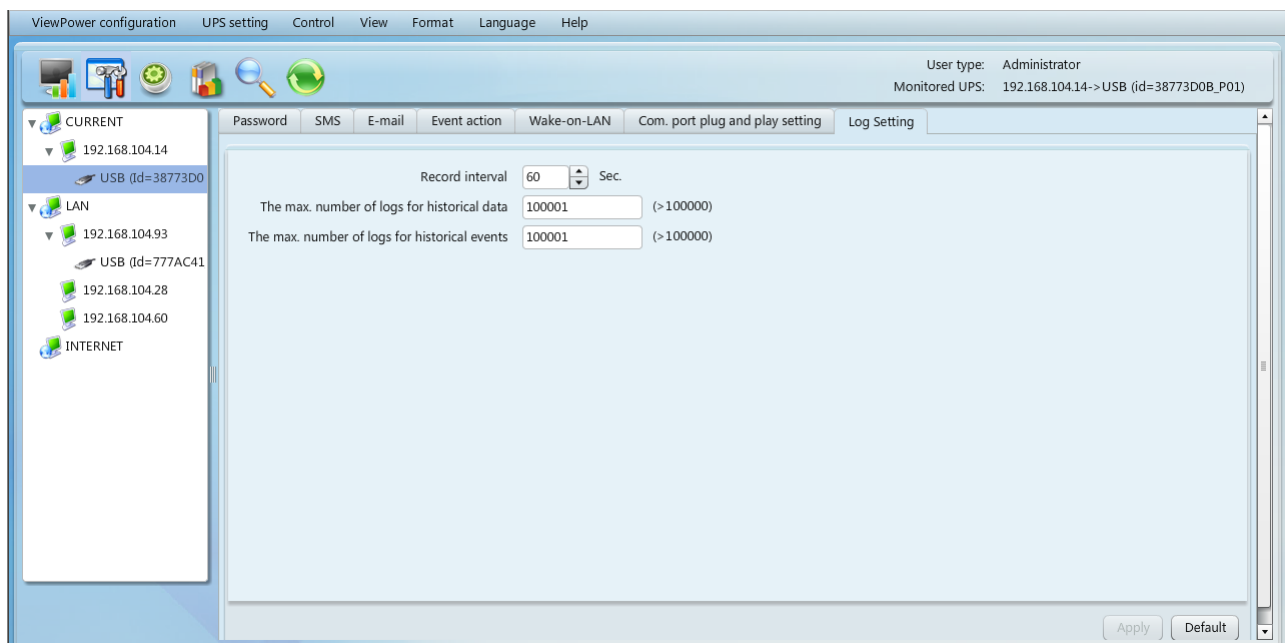 ViewPower configuration UPS setting Control View Format Language Help
User type: Administrator
Monitored UPS: 192.168.104.14->USB (id=38773D0B_P01)
CURRENT
192.168.104.14
USB (Id=38773D0
LAN
192.168.104.93
USB (Id=777AC41
192.168.104.28
192.168.104.60
INTERNET
Password SMS E-mail Event action Wake-on-LAN Com. port plug and play setting Log Setting
Record interval 60 Sec.
The max. number of logs for historical data 100001 (>100000)
The max. number of logs for historical events 100001 (>100000)
Apply Default